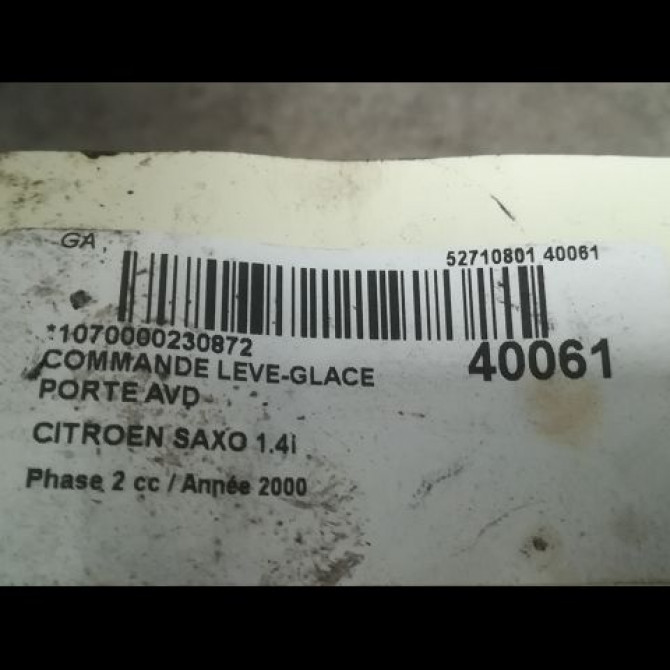 GA
52710801 40061
*1070000230872
40061
COMMANDE LEVE-GLACE
PORTE AVD
CITROEN SAXO 1.4i
Phase 2 cc / Année 2000